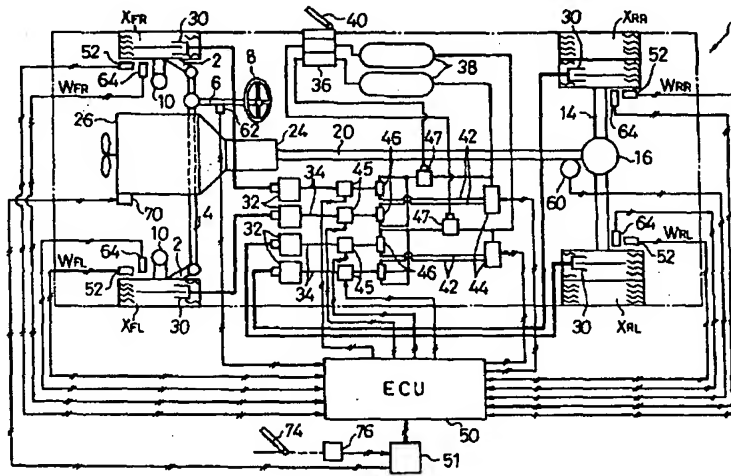 XFR 30 40 XRR
52 2 8 30
64 6 36 38 52
WFR 10 WRR
26 62 24 47 46 42 14 64
20 16
45
70 32 34 60
4 47
64 10 32 46 64
WFL 2 45 42 44 WRL
52 34 52
30 30
XFL XRL
ECU
74 76 50
51